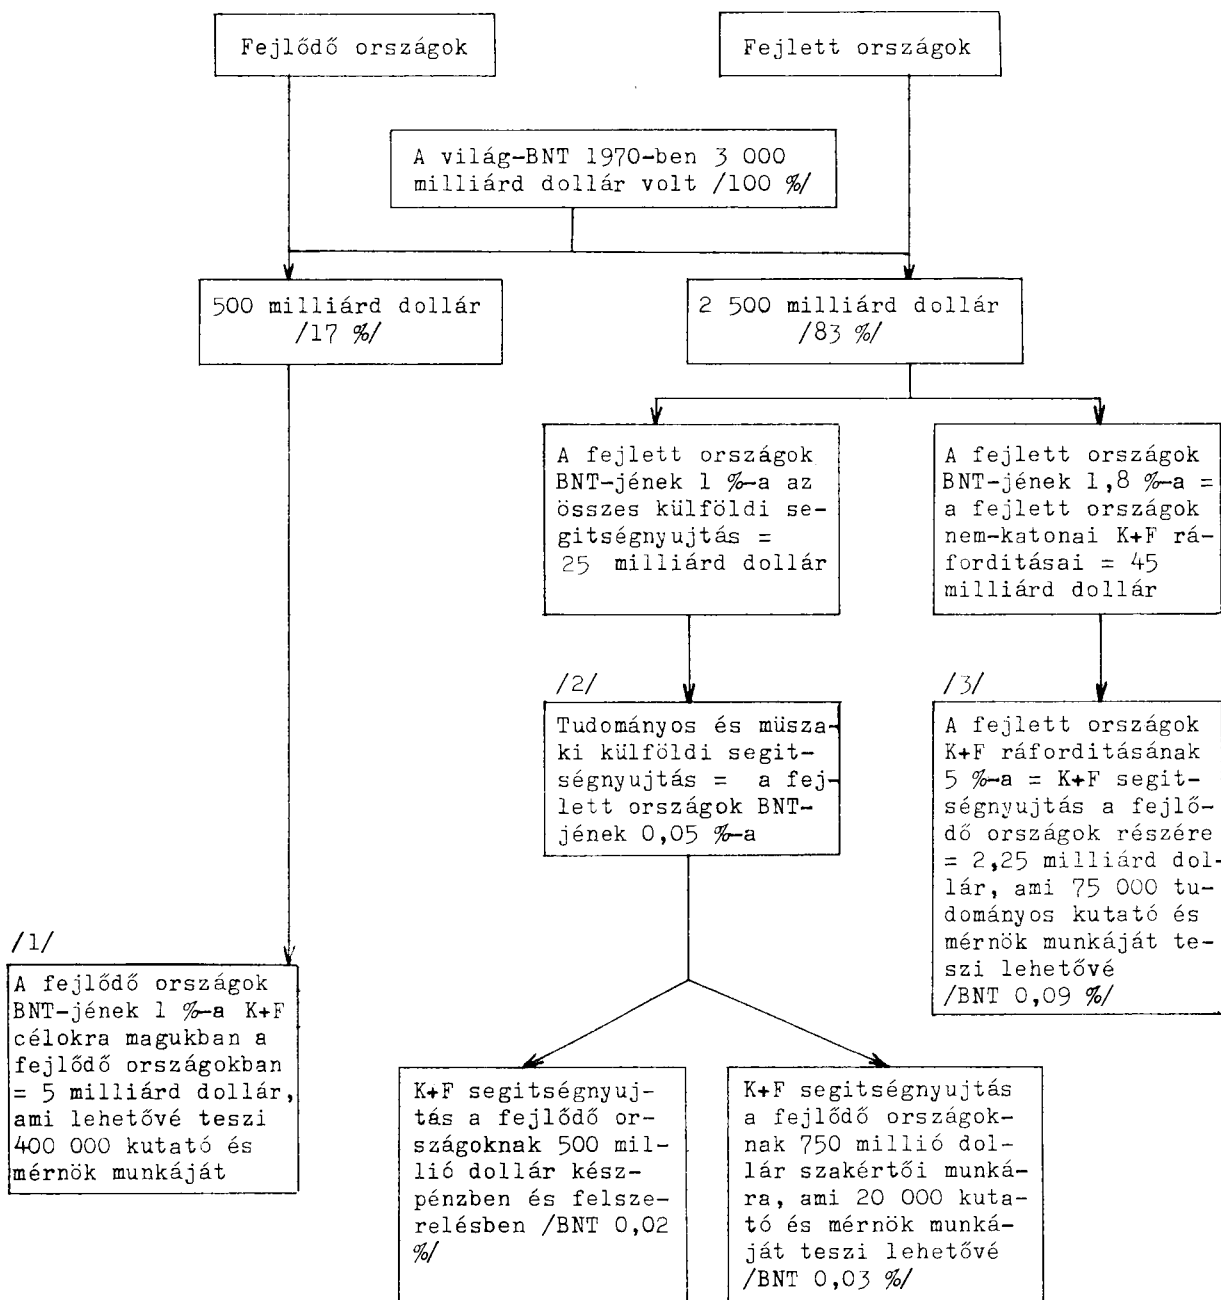 Fejlődő országok
Fejlett országok
A világ-BNT 1970-ben 3 000
milliárd dollár volt /100 %/
500 milliárd dollár
/17 %/
2 500 milliárd dollár
/83 %/
A fejlett országok
BNT-jének 1 %-a az
összes külföldi se-
gitségnyujtás =
25 milliárd dollár
A fejlett országok
BNT-jének 1,8 %-a =
a fejlett országok
nem-katonai K+F rá-
forditásai = 45
milliárd dollár
/2/
Tudományos és müsza-
ki külföldi segit-
ségnyujtás = a fej-
lett országok BNT-
jének 0,05 %-a
/3/
A fejlett országok
K+F ráforditásának
5 %-a = K+F segit-
ségnyujtás a fejlő-
dő országok részére
= 2,25 milliárd dol-
lár, ami 75 000 tu-
dományos kutató és
mérnök munkáját te-
szi lehetővé
/BNT 0,09 %/
/1/
A fejlődő országok
BNT-jének 1 %-a K+F
célokra magukban a
fejlődő országokban
= 5 milliárd dollár,
ami lehetővé teszi
400 000 kutató és
mérnök munkáját
K+F segitségnyuj-
tás a fejlődő or-
szágoknak 500 mil-
lió dollár kész-
pénzben és felsze-
relésben /BNT 0,02
%/
K+F segitségnyujtás
a fejlődő országok-
nak 750 millió dol-
lár szakértői munká-
ra, ami 20 000 kuta-
tó és mérnök munká-
ját teszi lehetővé
/BNT 0,03 %/